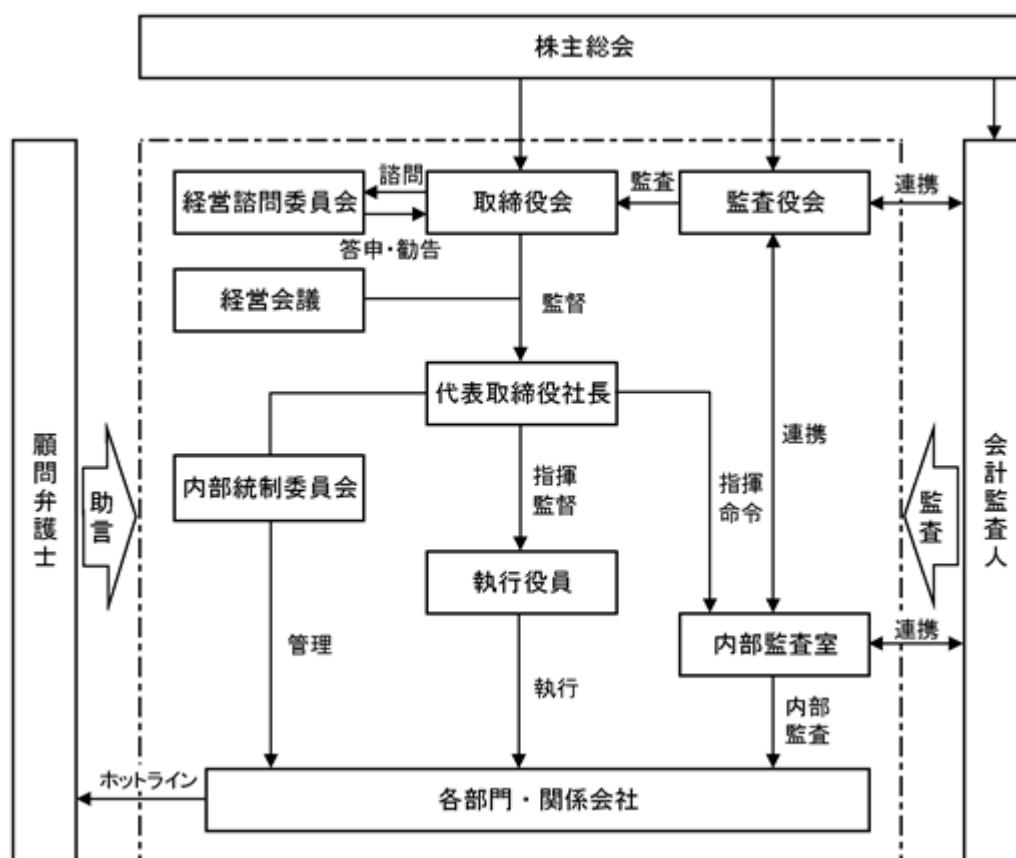 株主総会
諮問
経営諮問委員会
取締役会
監査
監査役会
連携
答申・勧告
経営会議
監督
代表取締役社長
顧問弁護士
助言
内部統制委員会
指揮
監督
指揮
命令
連携
監査
会計監査人
執行役員
管理
内部監査室
連携
執行
内部
監査
ホットライン
各部門・関係会社